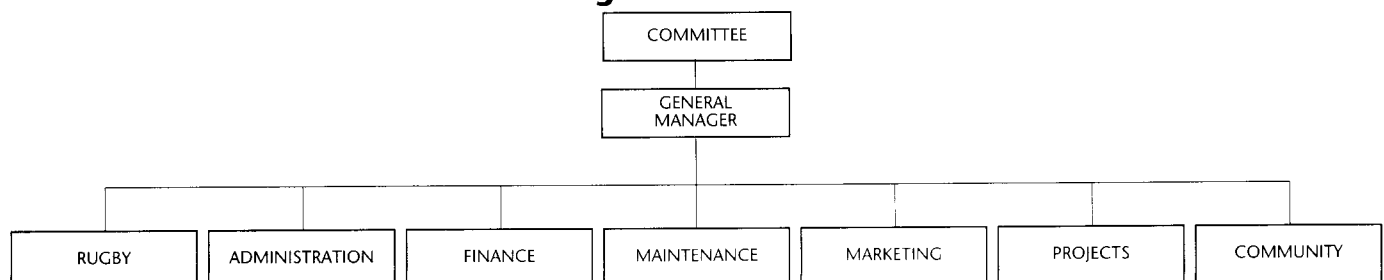 COMMITTEE
GENERAL
MANAGER
RUGBY
ADMINISTRATION
FINANCE
MAINTENANCE
MARKETING
PROJECTS
COMMUNITY